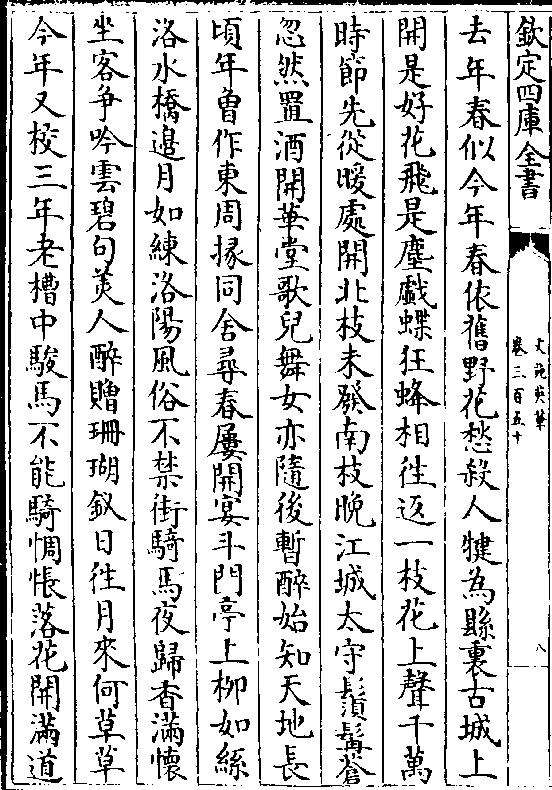 欽定四庫全書
文苑英華
卷三百五十
八
去年春似今年春依舊野花愁殺人犍為縣裏古城上
開是好花飛是塵戲蝶狂蜂相往返一枝花上聲千萬
時節先從暖處開北枝未發南枝晚江城太守鬚髯蒼
忽然置酒開華堂歌兒舞女亦隨後暫醉始知天地長
頃年曾作東周掾同舍尋春屢開宴斗門亭上柳如絲
洛水橋邉月如練洛陽風俗不禁街騎馬夜歸香滿懷
坐客争吟雲碧句美人醉贈珊瑚釵日往月來何草草
今年又校三年老槽中駿馬不能騎惆悵落花開滿道